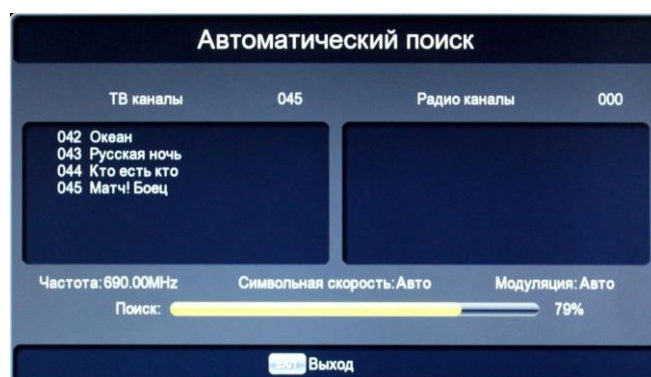 Автоматический поиск
ТВ каналы 045 Радио каналы 000
042 Океан
043 Русская ночь
044 Кто есть кто
045 Матч! Боец
Частота:690.00MHz Символьная скорость:Авто Модуляция:Авто
Поиск: 79%
EXIT Выход